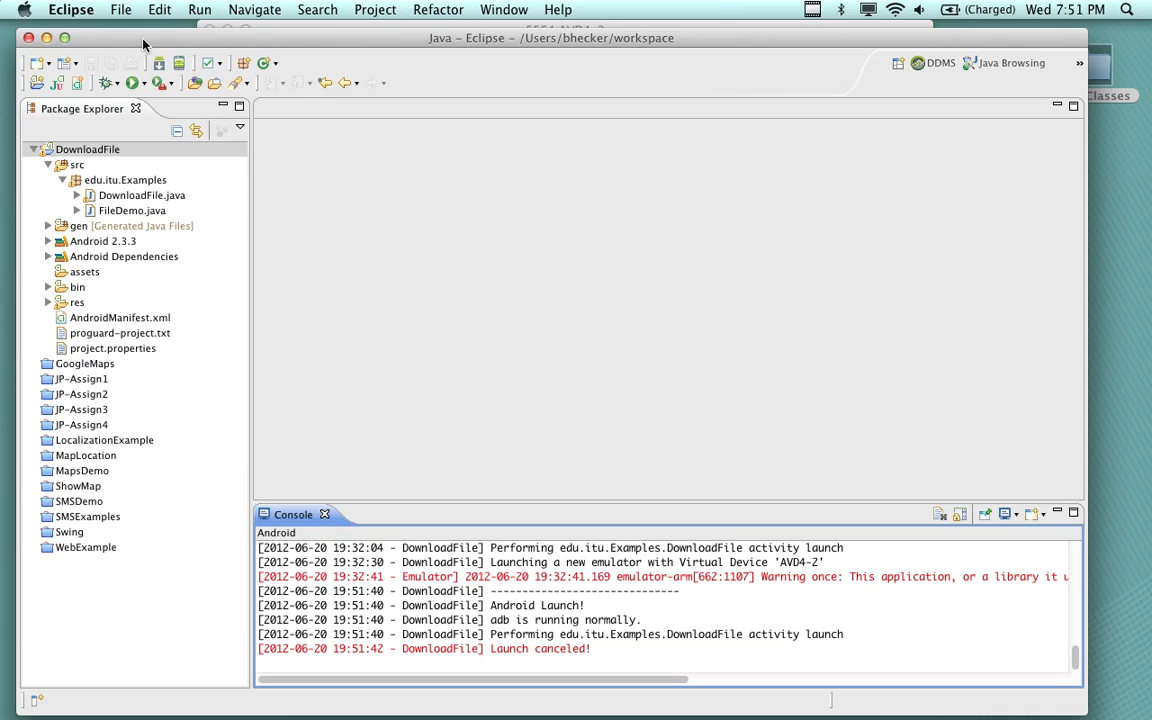 Eclipse File Edit Run Navigate Search Project Refactor Window Help (Charged) Wed 7:51 PM
Java – Eclipse – /Users/bhecker/workspace
DDMS Java Browsing »
Classes
Package Explorer
DownloadFile
src
edu.itu.Examples
DownloadFile.java
FileDemo.java
gen [Generated Java Files]
Android 2.3.3
Android Dependencies
assets
bin
res
AndroidManifest.xml
proguard-project.txt
project.properties
GoogleMaps
JP-Assign1
JP-Assign2
JP-Assign3
JP-Assign4
LocalizationExample
MapLocation
MapsDemo
ShowMap
SMSDemo
SMSExamples
Swing
WebExample
Console
Android
[2012-06-20 19:32:04 - DownloadFile] Performing edu.itu.Examples.DownloadFile activity launch
[2012-06-20 19:32:30 - DownloadFile] Launching a new emulator with Virtual Device 'AVD4-2'
[2012-06-20 19:32:41 - Emulator] 2012-06-20 19:32:41.169 emulator-arm[662:1107] Warning once: This application, or a library it u
[2012-06-20 19:51:40 - DownloadFile] ------------------------------
[2012-06-20 19:51:40 - DownloadFile] Android Launch!
[2012-06-20 19:51:40 - DownloadFile] adb is running normally.
[2012-06-20 19:51:40 - DownloadFile] Performing edu.itu.Examples.DownloadFile activity launch
[2012-06-20 19:51:42 - DownloadFile] Launch canceled!